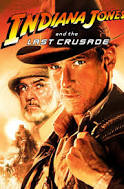 INDIANA JONES
and the
LAST CRUSADE